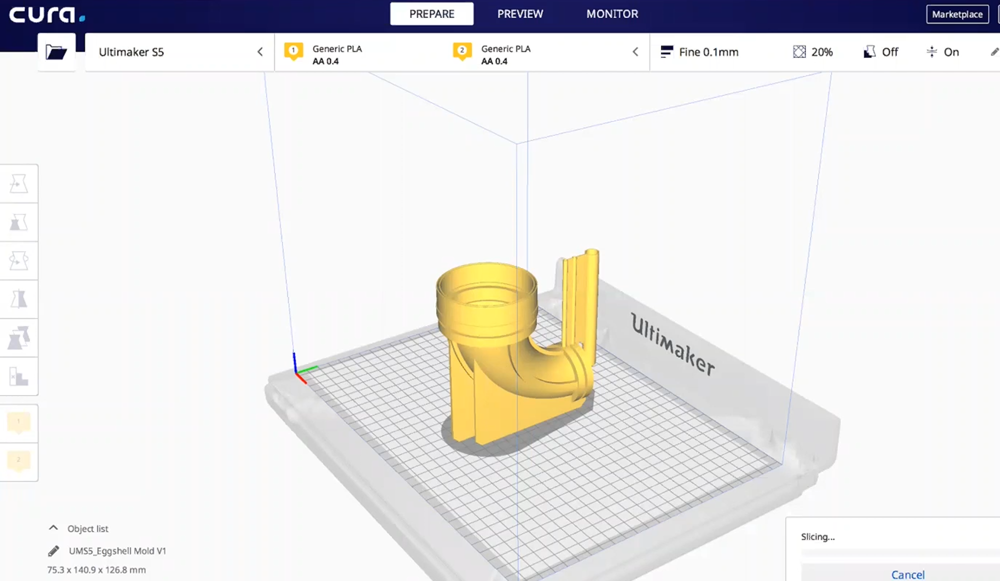 cura.
PREPARE
PREVIEW
MONITOR
Marketplace
Ultimaker S5
1
Generic PLA
AA 0.4
2
Generic PLA
AA 0.4
Fine 0.1mm
20%
Off
On
Ultimaker
1
2
Object list
UMS5_Eggshell Mold V1
75.3 x 140.9 x 126.8 mm
Slicing...
Cancel